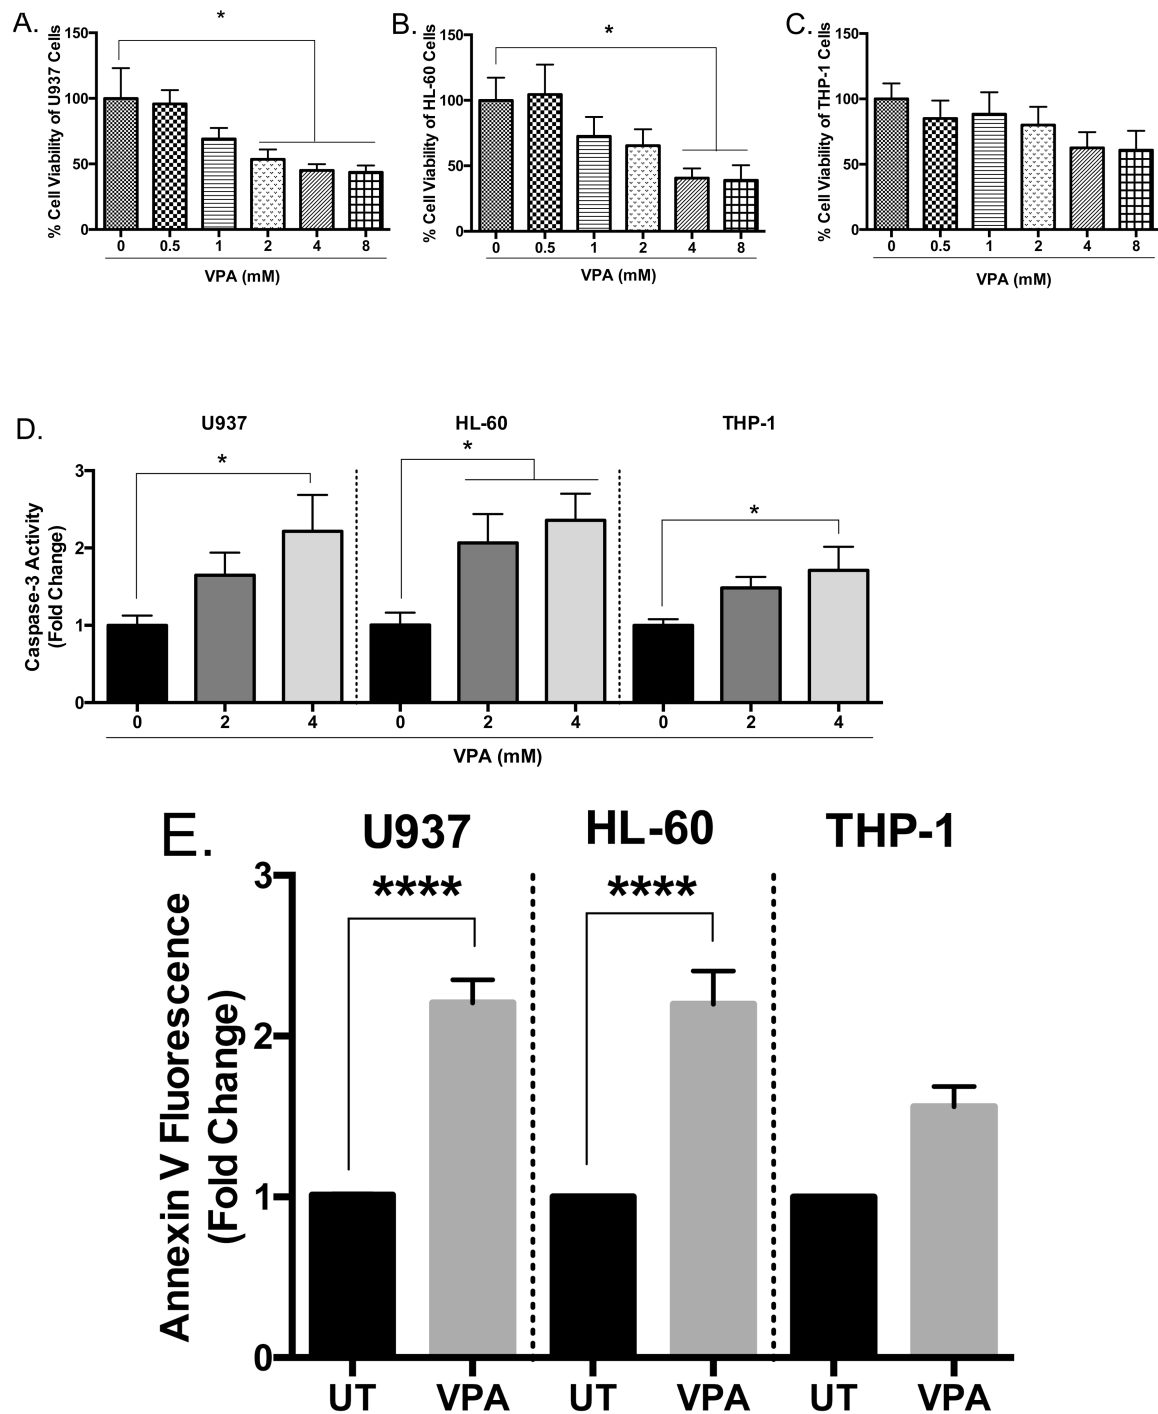 A.
*
% Cell Viability of U937 Cells
150
100
50
0
0 0.5 1 2 4 8
VPA (mM)
B.
*
% Cell Viability of HL-60 Cells
150
100
50
0
0 0.5 1 2 4 8
VPA (mM)
C.
% Cell Viability of THP-1 Cells
150
100
50
0
0 0.5 1 2 4 8
VPA (mM)
D.
U937 HL-60 THP-1
* * *
Caspase-3 Activity
(Fold Change)
3
2
1
0
0 2 4 0 2 4 0 2 4
VPA (mM)
E.
U937 HL-60 THP-1
**** ****
Annexin V Fluorescence
(Fold Change)
3
2
1
0
UT VPA UT VPA UT VPA